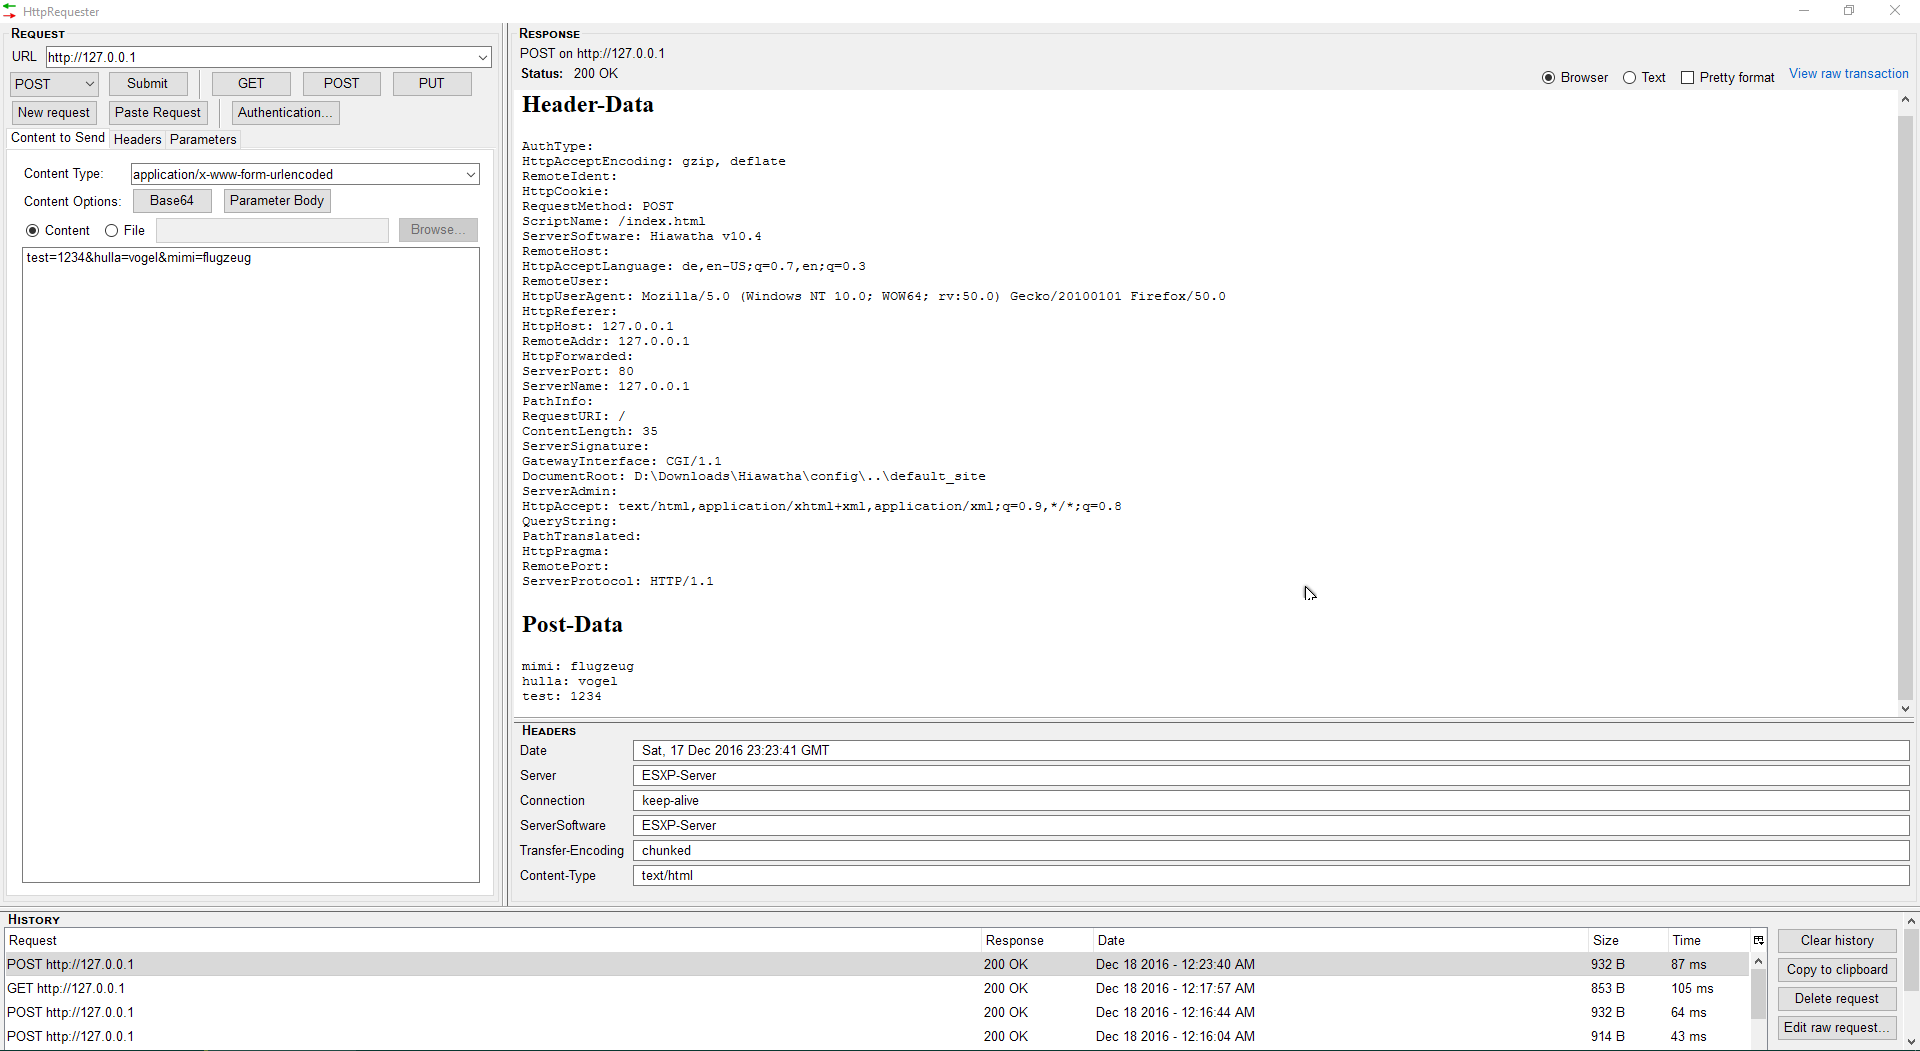 HttpRequester
REQUEST
URL http://127.0.0.1
POST Submit GET POST PUT
New request Paste Request Authentication...
Content to Send Headers Parameters
Content Type: application/x-www-form-urlencoded
Content Options: Base64 Parameter Body
Content File Browse...
test=1234&hulla=vogel&mimi=flugzeug
RESPONSE
POST on http://127.0.0.1
Status: 200 OK
Browser Text Pretty format View raw transaction
Header-Data
AuthType:
HttpAcceptEncoding: gzip, deflate
RemoteIdent:
HttpCookie:
RequestMethod: POST
ScriptName: /index.html
ServerSoftware: Hiawatha v10.4
RemoteHost:
HttpAcceptLanguage: de,en-US;q=0.7,en;q=0.3
RemoteUser:
HttpUserAgent: Mozilla/5.0 (Windows NT 10.0; WOW64; rv:50.0) Gecko/20100101 Firefox/50.0
HttpReferer:
HttpHost: 127.0.0.1
RemoteAddr: 127.0.0.1
HttpForwarded:
ServerPort: 80
ServerName: 127.0.0.1
PathInfo:
RequestURI: /
ContentLength: 35
ServerSignature:
GatewayInterface: CGI/1.1
DocumentRoot: D:\Downloads\Hiawatha\config\..\default_site
ServerAdmin:
HttpAccept: text/html,application/xhtml+xml,application/xml;q=0.9,*/*;q=0.8
QueryString:
PathTranslated:
HttpPragma:
RemotePort:
ServerProtocol: HTTP/1.1
Post-Data
mimi: flugzeug
hulla: vogel
test: 1234
HEADERS
Date Sat, 17 Dec 2016 23:23:41 GMT
Server ESXP-Server
Connection keep-alive
ServerSoftware ESXP-Server
Transfer-Encoding chunked
Content-Type text/html
HISTORY
Request Response Date Size Time
POST http://127.0.0.1 200 OK Dec 18 2016 - 12:23:40 AM 932 B 87 ms
GET http://127.0.0.1 200 OK Dec 18 2016 - 12:17:57 AM 853 B 105 ms
POST http://127.0.0.1 200 OK Dec 18 2016 - 12:16:44 AM 932 B 64 ms
POST http://127.0.0.1 200 OK Dec 18 2016 - 12:16:04 AM 914 B 43 ms
Clear history
Copy to clipboard
Delete request
Edit raw request...